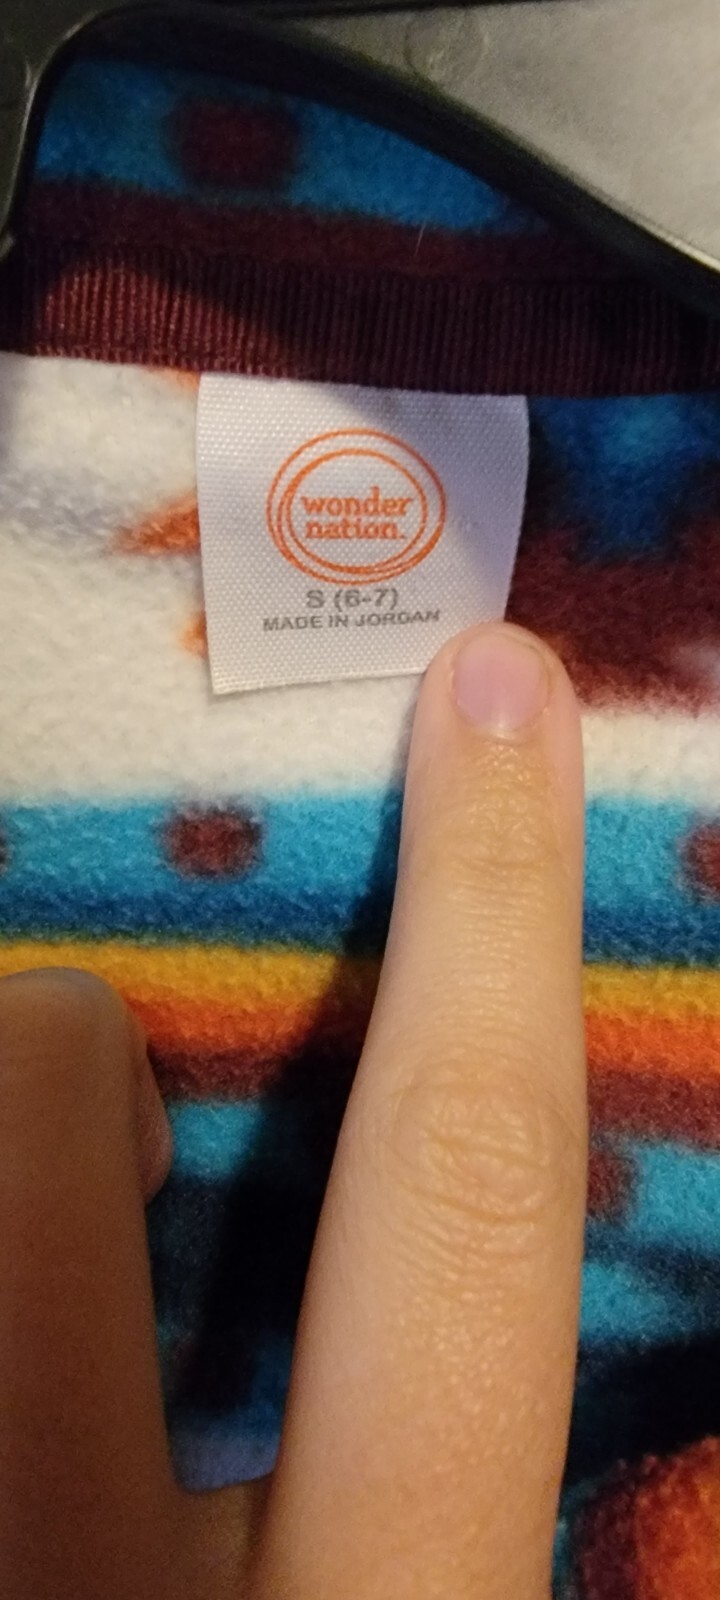 wonder
nation.
S (6-7)
MADE IN JORDAN